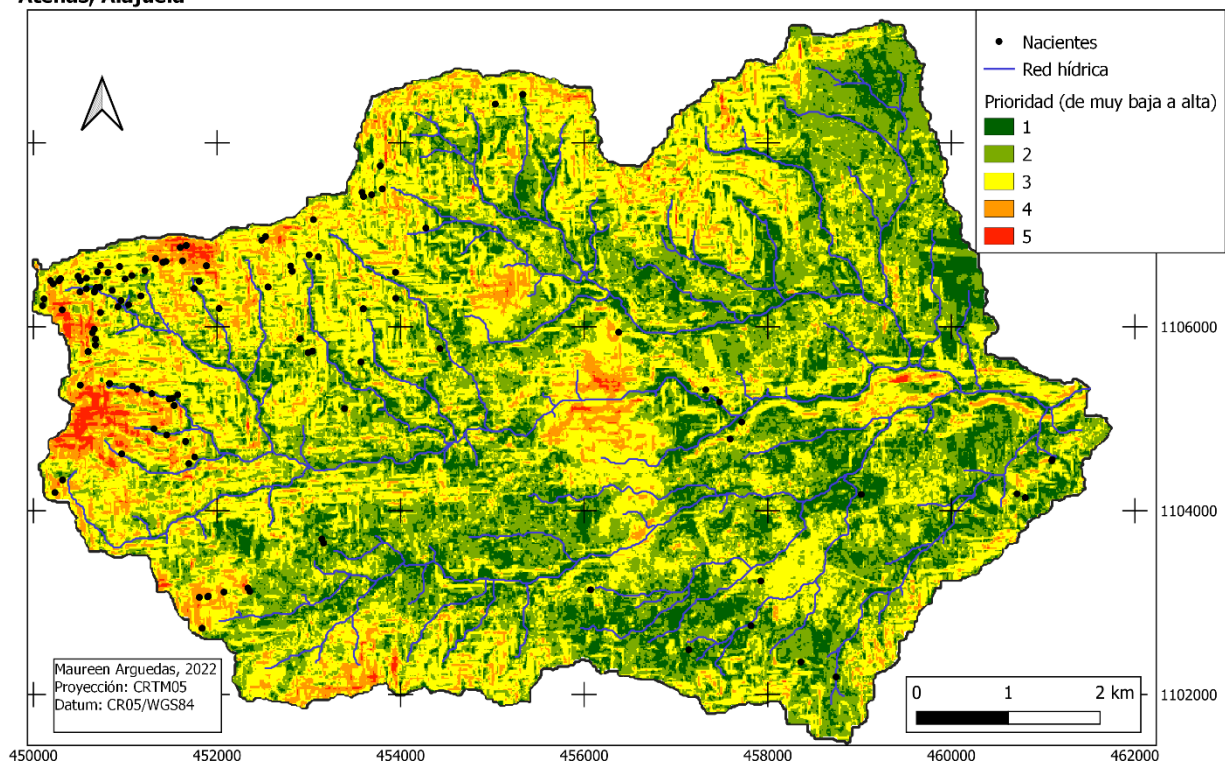 Atenas, Alajuela
Nacientes
Red hídrica
Prioridad (de muy baja a alta)
1
2
3
4
5
1106000
1104000
1102000
Maureen Arguedas, 2022
Proyección: CRTM05
Datum: CR05/WGS84
0 1 2 km
450000 452000 454000 456000 458000 460000 462000